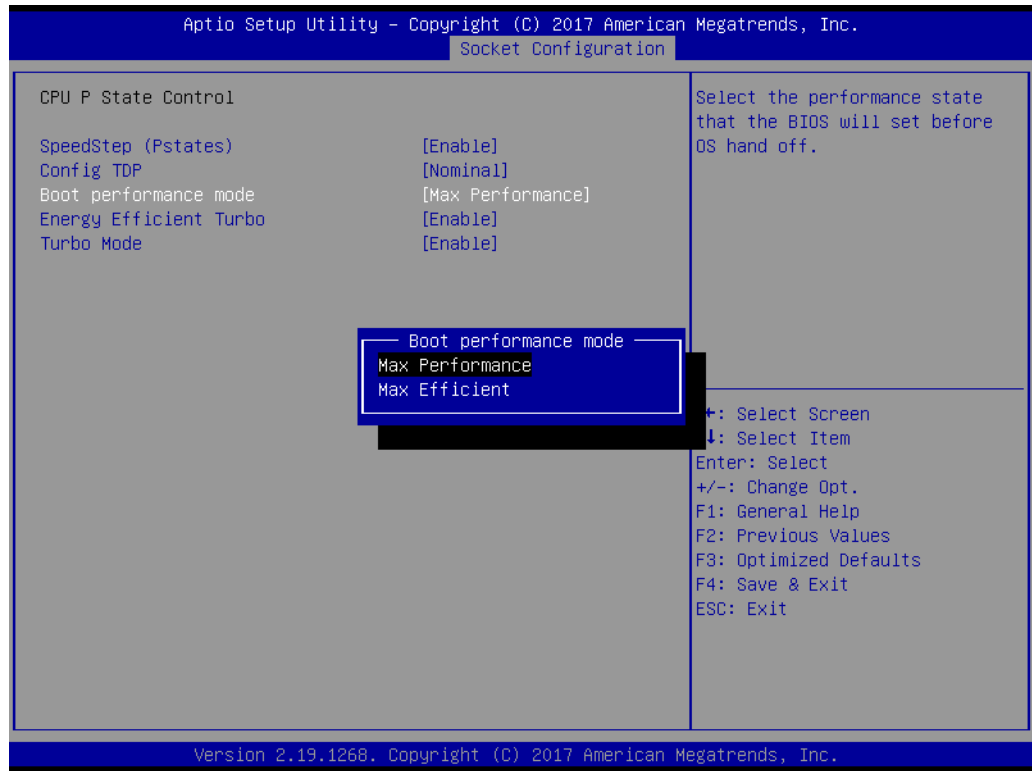 Aptio Setup Utility – Copyright (C) 2017 American Megatrends, Inc.
Socket Configuration
CPU P State Control
SpeedStep (Pstates) [Enable]
Config TDP [Nominal]
Boot performance mode [Max Performance]
Energy Efficient Turbo [Enable]
Turbo Mode [Enable]
Boot performance mode
Max Performance
Max Efficient
Select the performance state
that the BIOS will set before
OS hand off.
: Select Screen
: Select Item
Enter: Select
+/-: Change Opt.
F1: General Help
F2: Previous Values
F3: Optimized Defaults
F4: Save & Exit
ESC: Exit
Version 2.19.1268. Copyright (C) 2017 American Megatrends, Inc.